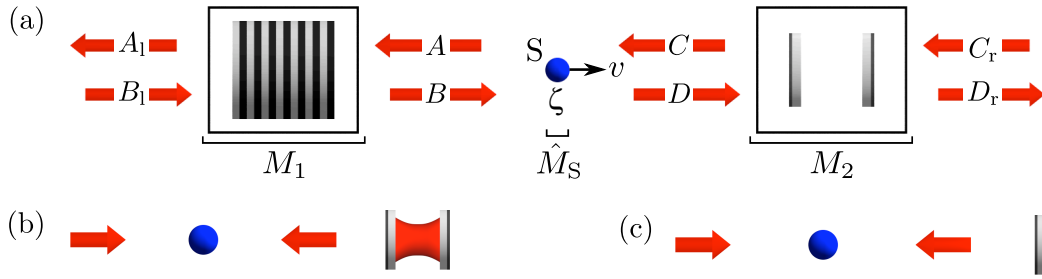 (a)
A_l A S C C_r
v
B_l B ζ D D_r
M_1 M̂_S M_2
(b) (c)